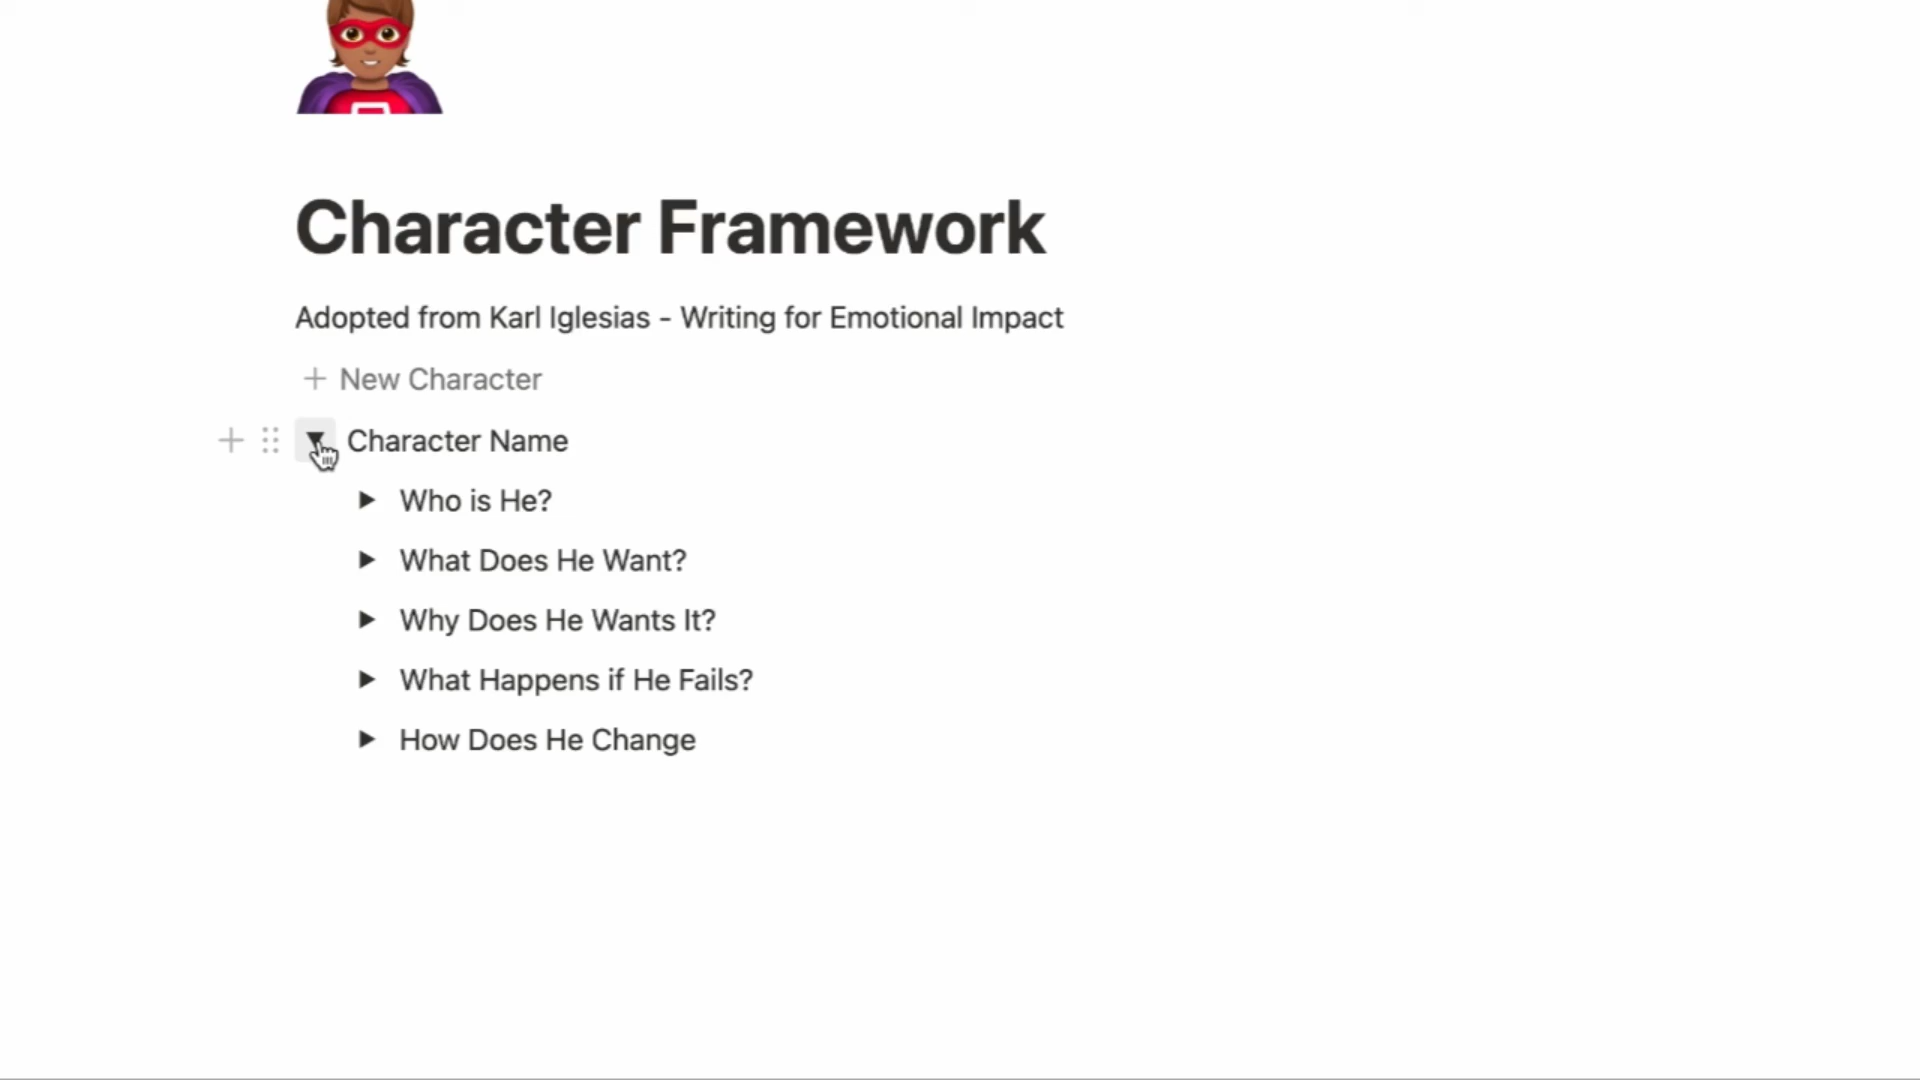 Character Framework
Adopted from Karl Iglesias - Writing for Emotional Impact
New Character
Character Name
Who is He?
What Does He Want?
Why Does He Wants It?
What Happens if He Fails?
How Does He Change